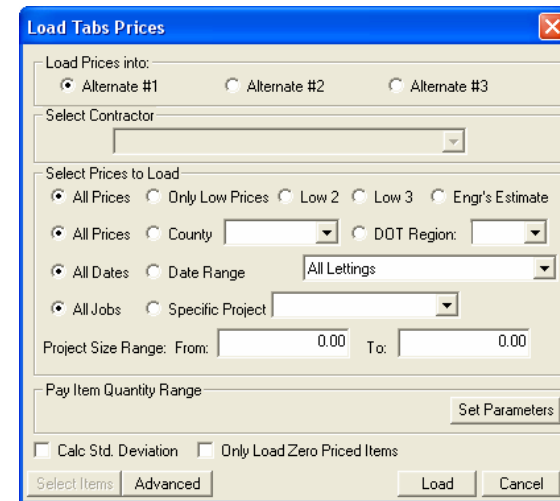 Load Tabs Prices
Load Prices into:
Alternate #1 Alternate #2 Alternate #3
Select Contractor
Select Prices to Load
All Prices Only Low Prices Low 2 Low 3 Engr's Estimate
All Prices County DOT Region:
All Dates Date Range All Lettings
All Jobs Specific Project
Project Size Range: From: 0.00 To: 0.00
Pay Item Quantity Range
Set Parameters
Calc Std. Deviation Only Load Zero Priced Items
Select Items Advanced Load Cancel